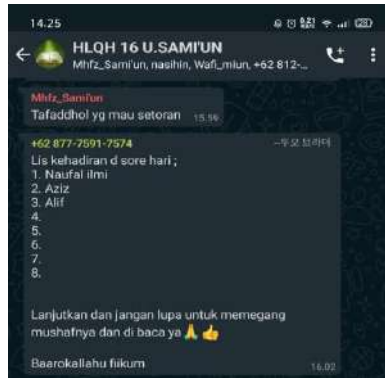 14.25
HLQH 16 U.SAMI'UN
Mhfz_Sami'un, nasihin, Wafi_miun, +62 812-...
Mhfz_Sami'un
Tafaddhol yg mau setoran 15.56
+62 877-7591-7574
Lis kehadiran d sore hari ;
1. Naufal ilmi
2. Aziz
3. Alif
4.
5.
6.
7.
8.
Lanjutkan dan jangan lupa untuk memegang
mushafnya dan di baca ya🙏👍
Baarokallahu fiikum 16.02